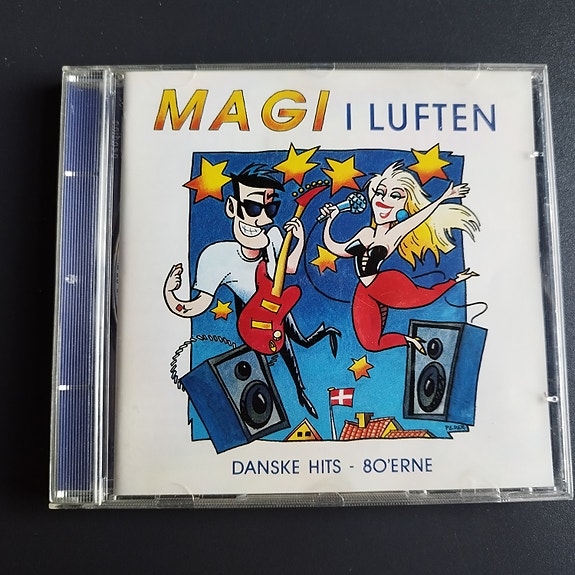 MAGI I LUFTEN
DANSKE HITS - 80'ERNE